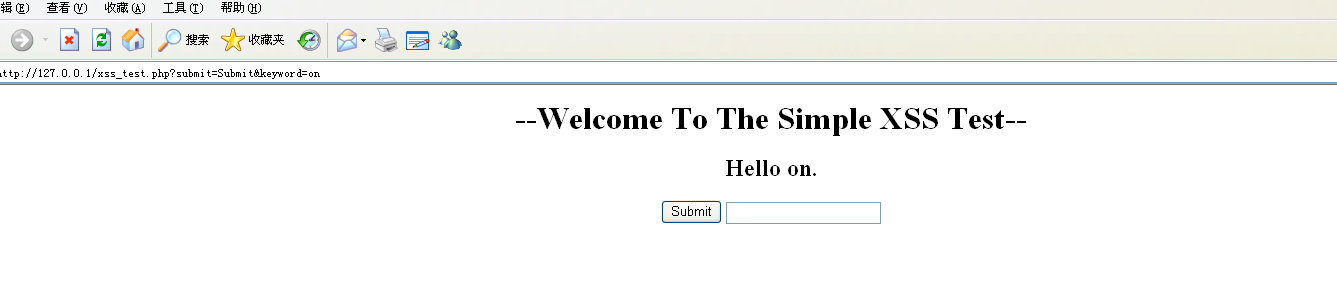 辑(E) 查看(V) 收藏(A) 工具(T) 帮助(H)
搜索 收藏夹
http://127.0.0.1/xss_test.php?submit=Submit&keyword=on
--Welcome To The Simple XSS Test--
Hello on.
Submit